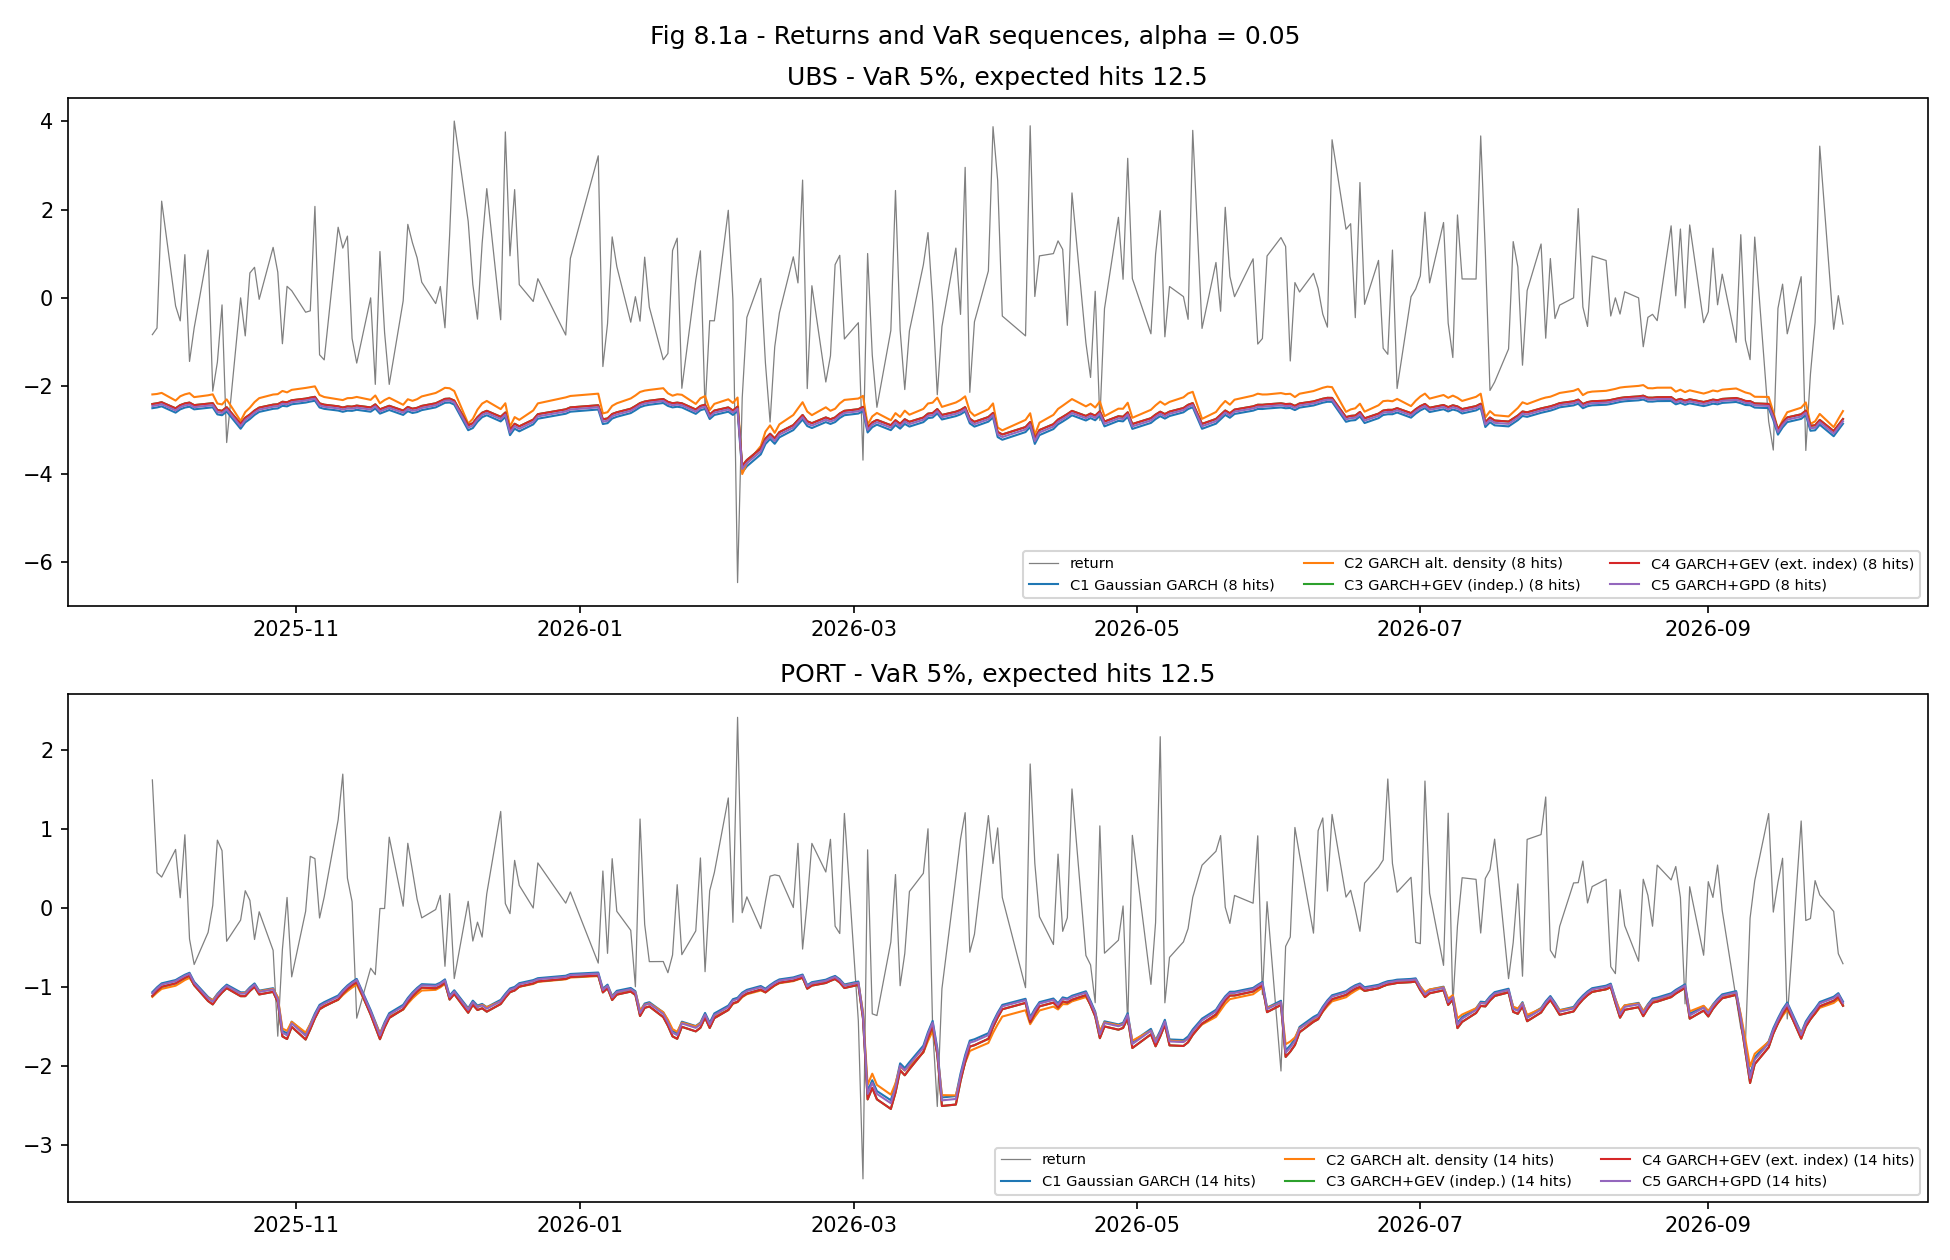 Fig 8.1a - Returns and VaR sequences, alpha = 0.05
UBS - VaR 5%, expected hits 12.5
4
2
0
−2
−4
−6
return
C1 Gaussian GARCH (8 hits)
C2 GARCH alt. density (8 hits)
C3 GARCH+GEV (indep.) (8 hits)
C4 GARCH+GEV (ext. index) (8 hits)
C5 GARCH+GPD (8 hits)
2025-11 2026-01 2026-03 2026-05 2026-07 2026-09
PORT - VaR 5%, expected hits 12.5
2
1
0
−1
−2
−3
return
C1 Gaussian GARCH (14 hits)
C2 GARCH alt. density (14 hits)
C3 GARCH+GEV (indep.) (14 hits)
C4 GARCH+GEV (ext. index) (14 hits)
C5 GARCH+GPD (14 hits)
2025-11 2026-01 2026-03 2026-05 2026-07 2026-09